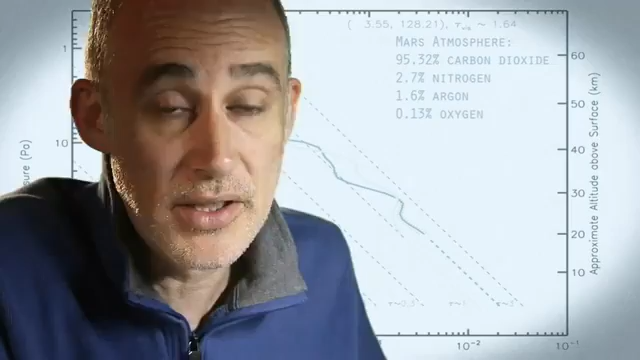 ( 3.55, 128.21), τvis ~ 1.64
MARS ATMOSPHERE:
95.32% CARBON DIOXIDE
2.7% NITROGEN
1.6% ARGON
0.13% OXYGEN
1
10
60
50
40
30
20
10
Approximate Altitude above Surface (km)
(Pa)
10⁻²
10⁻¹